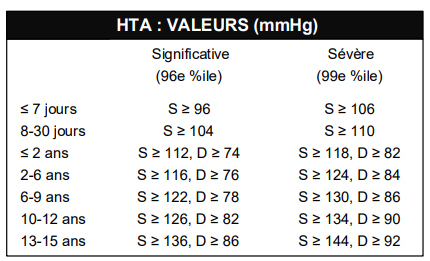 HTA : VALEURS (mmHg)
Significative Sévère
(96e %ile) (99e %ile)
≤ 7 jours S ≥ 96 S ≥ 106
8-30 jours S ≥ 104 S ≥ 110
≤ 2 ans S ≥ 112, D ≥ 74 S ≥ 118, D ≥ 82
2-6 ans S ≥ 116, D ≥ 76 S ≥ 124, D ≥ 84
6-9 ans S ≥ 122, D ≥ 78 S ≥ 130, D ≥ 86
10-12 ans S ≥ 126, D ≥ 82 S ≥ 134, D ≥ 90
13-15 ans S ≥ 136, D ≥ 86 S ≥ 144, D ≥ 92